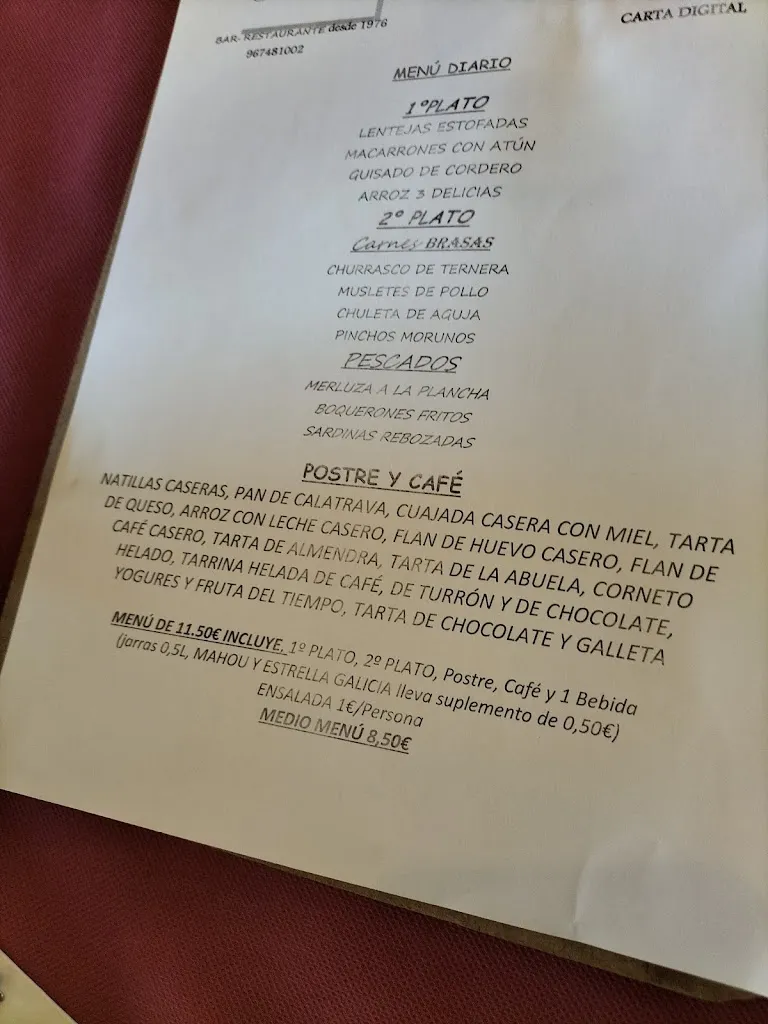 BAR- RESTAURANTE desde 1976
967481002
CARTA DIGITAL
MENÚ DIARIO
1ºPLATO
LENTEJAS ESTOFADAS
MACARRONES CON ATÚN
GUISADO DE CORDERO
ARROZ 3 DELICIAS
2º PLATO
Carnes BRASAS
CHURRASCO DE TERNERA
MUSLETES DE POLLO
CHULETA DE AGUJA
PINCHOS MORUNOS
PESCADOS
MERLUZA A LA PLANCHA
BOQUERONES FRITOS
SARDINAS REBOZADAS
POSTRE Y CAFÉ
NATILLAS CASERAS, PAN DE CALATRAVA, CUAJADA CASERA CON MIEL, TARTA
DE QUESO, ARROZ CON LECHE CASERO, FLAN DE HUEVO CASERO, FLAN DE
CAFÉ CASERO, TARTA DE ALMENDRA, TARTA DE LA ABUELA, CORNETO
HELADO, TARRINA HELADA DE CAFÉ, DE TURRÓN Y DE CHOCOLATE,
YOGURES Y FRUTA DEL TIEMPO, TARTA DE CHOCOLATE Y GALLETA
MENÚ DE 11.50€ INCLUYE, 1º PLATO, 2º PLATO, Postre, Café y 1 Bebida
(jarras 0,5L, MAHOU Y ESTRELLA GALICIA lleva suplemento de 0,50€)
ENSALADA 1€/Persona
MEDIO MENÚ 8,50€